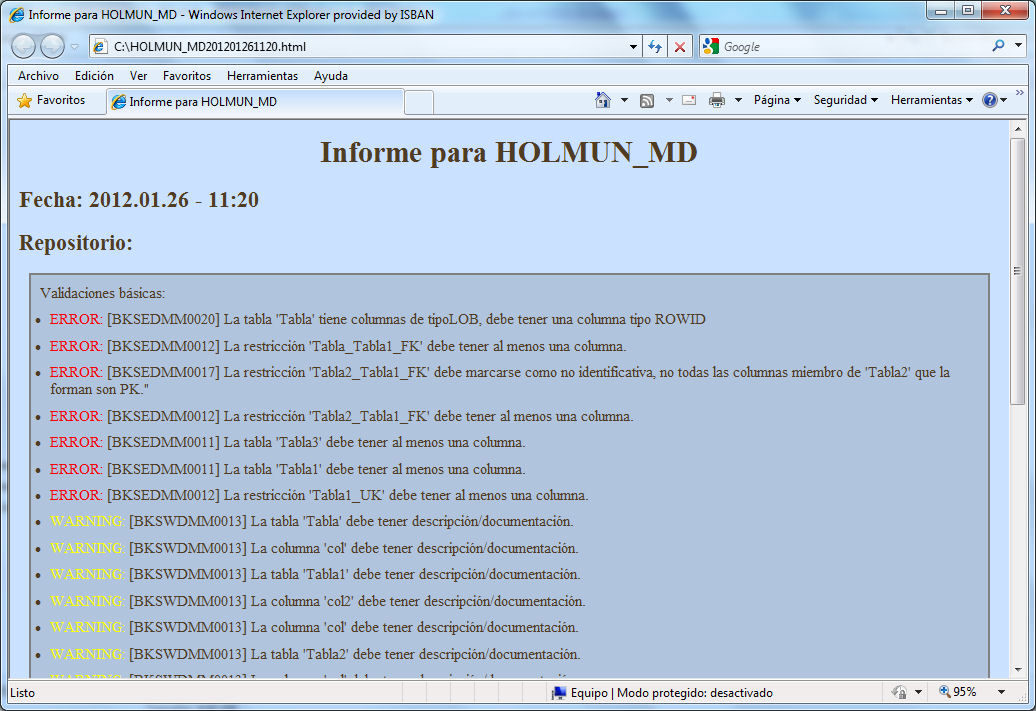 Informe para HOLMUN_MD - Windows Internet Explorer provided by ISBAN
C:\HOLMUN_MD201201261120.html
Google
Archivo Edición Ver Favoritos Herramientas Ayuda
Favoritos Informe para HOLMUN_MD Página Seguridad Herramientas
Informe para HOLMUN_MD
Fecha: 2012.01.26 - 11:20
Repositorio:
Validaciones básicas:
ERROR: [BKSEDMM0020] La tabla 'Tabla' tiene columnas de tipoLOB, debe tener una columna tipo ROWID
ERROR: [BKSEDMM0012] La restricción 'Tabla_Tabla1_FK' debe tener al menos una columna.
ERROR: [BKSEDMM0017] La restricción 'Tabla2_Tabla1_FK' debe marcarse como no identificativa, no todas las columnas miembro de 'Tabla2' que la
forman son PK."
ERROR: [BKSEDMM0012] La restricción 'Tabla2_Tabla1_FK' debe tener al menos una columna.
ERROR: [BKSEDMM0011] La tabla 'Tabla3' debe tener al menos una columna.
ERROR: [BKSEDMM0011] La tabla 'Tabla1' debe tener al menos una columna.
ERROR: [BKSEDMM0012] La restricción 'Tabla1_UK' debe tener al menos una columna.
WARNING: [BKSWDMM0013] La tabla 'Tabla' debe tener descripción/documentación.
WARNING: [BKSWDMM0013] La columna 'col' debe tener descripción/documentación.
WARNING: [BKSWDMM0013] La tabla 'Tabla1' debe tener descripción/documentación.
WARNING: [BKSWDMM0013] La columna 'col2' debe tener descripción/documentación.
WARNING: [BKSWDMM0013] La columna 'col' debe tener descripción/documentación.
WARNING: [BKSWDMM0013] La tabla 'Tabla2' debe tener descripción/documentación.
Listo Equipo | Modo protegido: desactivado 95%